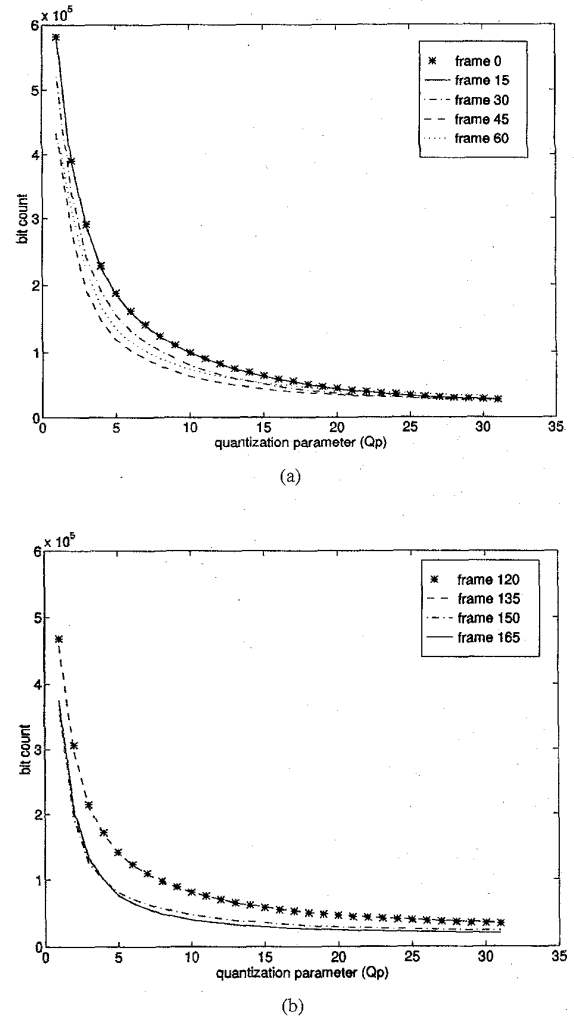 x 10^5
6
5
4
3
2
1
0
bit count
frame 0
frame 15
frame 30
frame 45
frame 60
0 5 10 15 20 25 30 35
quantization parameter (Qp)
(a)
x 10^5
6
5
4
3
2
1
0
bit count
frame 120
frame 135
frame 150
frame 165
0 5 10 15 20 25 30 35
quantization parameter (Qp)
(b)